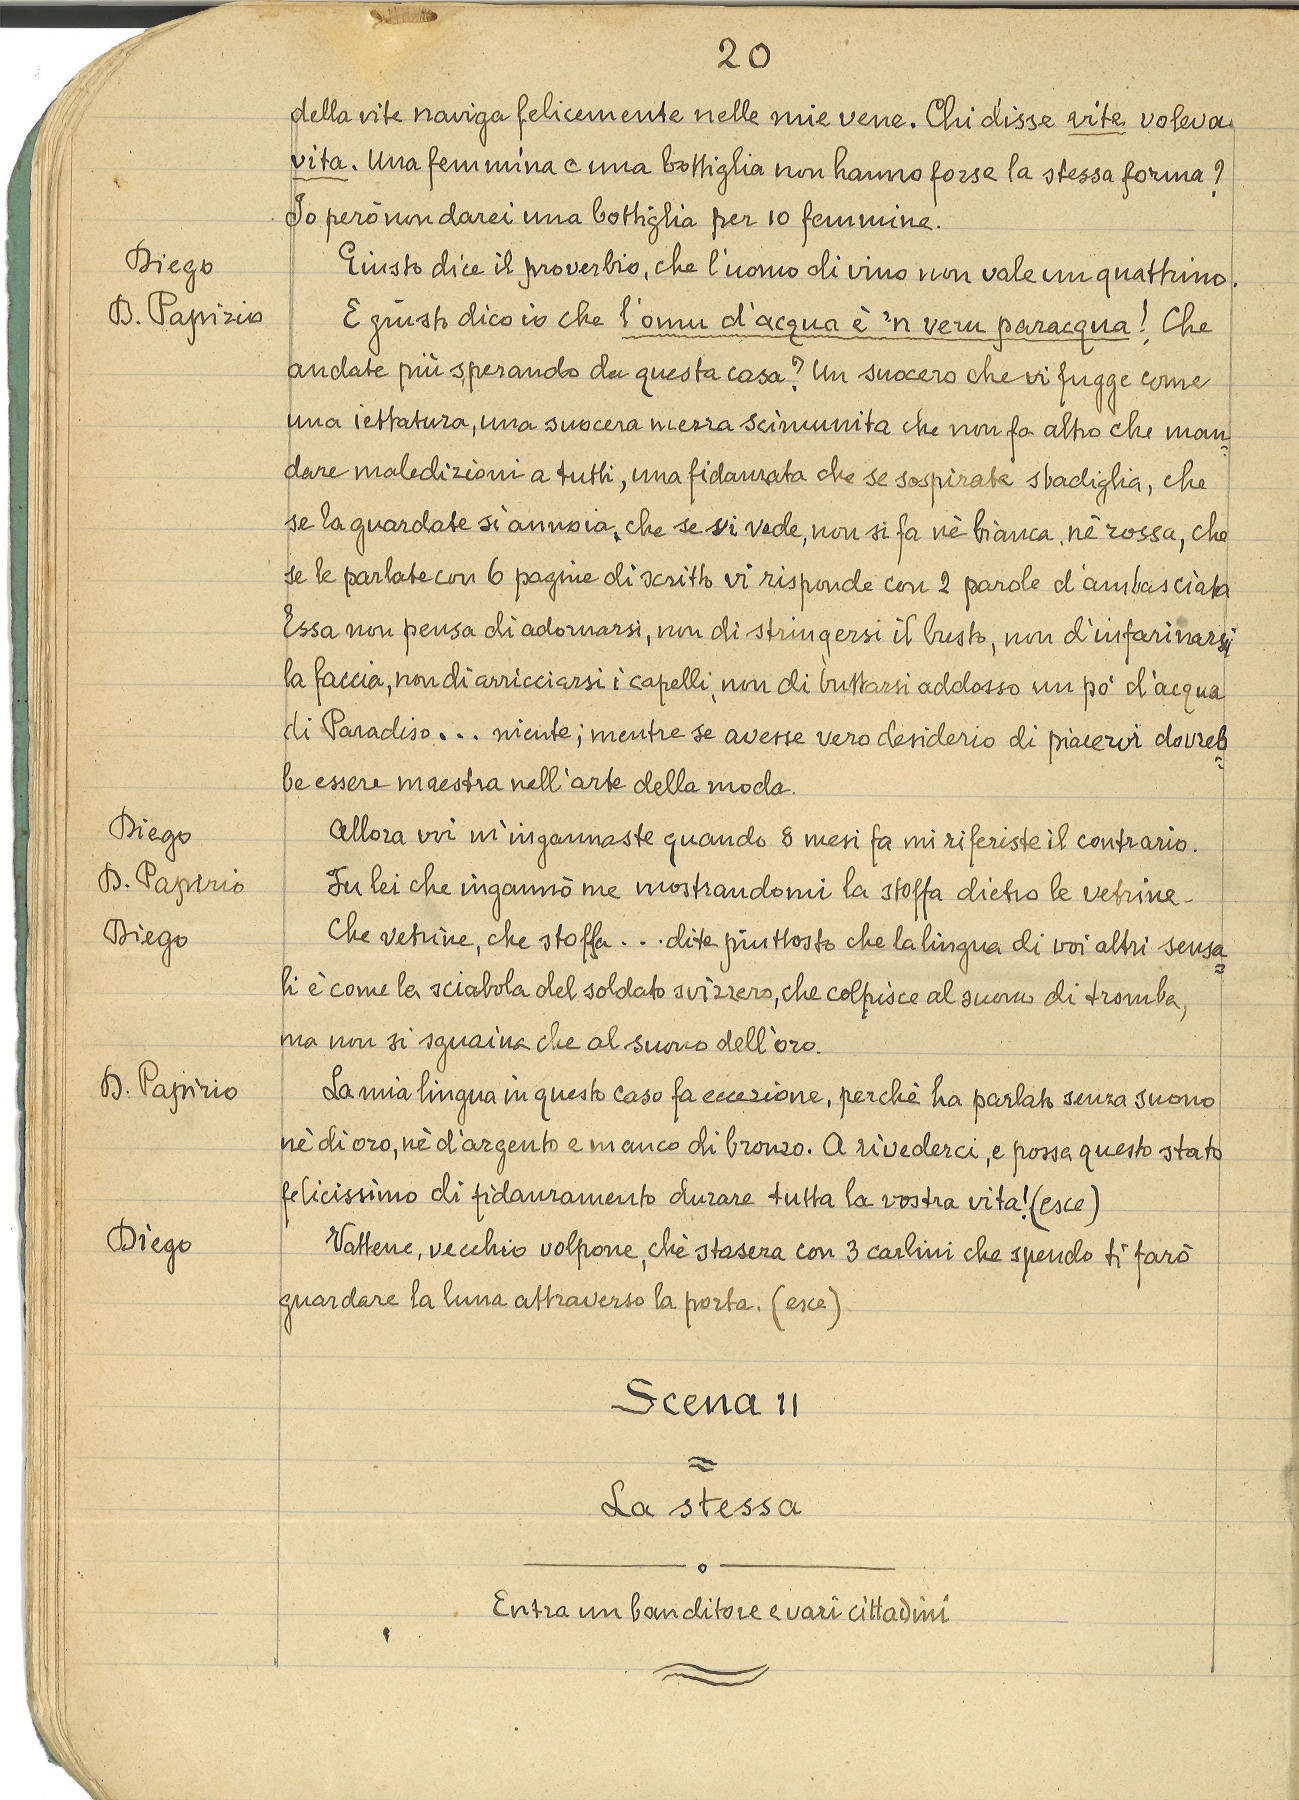 20
della vite naviga felicemente nelle mie vene. Chi disse vite voleva
vita. Una femmina e una bottiglia non hanno forse la stessa forma?
Io però non darei una bottiglia per 10 femmine.
Diego Giusto dice il proverbio, che l'uomo di vino non vale un quattrino.
D. Papirio E giusto dico io che l'omu d'acqua è 'n veru paracqua! Che
andate più sperando da questa casa? Un suocero che vi fugge come
una iettatura, una suocera mezza scimunita che non fa altro che man=
dare maledizioni a tutti, una fidanzata che se sospirate sbadiglia, che
se la guardate si annoia, che se vi vede, non si fa nè bianca, nè rossa, che
se le parlate con 6 pagine di scritto vi risponde con 2 parole d'ambasciata
Essa non pensa di adornarsi, non di stringersi il busto, non d'infarinarsi
la faccia, non di arricciarsi i capelli, non di buttarsi addosso un pò d'acqua
di Paradiso... niente; mentre se avesse vero desiderio di piacervi dovreb=
be essere maestra nell'arte della moda.
Diego Allora voi m'ingannaste quando 8 mesi fa mi riferiste il contrario.
D. Papirio Fu lei che ingannò me mostrandomi la stoffa dietro le vetrine.
Diego Che vetrine, che stoffa... dite piuttosto che la lingua di voi altri sensa=
li è come la sciabola del soldato svizzero, che colpisce al suono di tromba,
ma non si sguaina che al suono dell'oro.
D. Papirio La mia lingua in questo caso fa eccezione, perchè ha parlato senza suono
nè di oro, nè d'argento e manco di bronzo. A rivederci, e possa questo stato
felicissimo di fidanzamento durare tutta la vostra vita! (esce)
Diego Vattene, vecchio volpone, chè stasera con 3 carlini che spendo ti farò
guardare la luna attraverso la porta. (esce)
Scena 11
La stessa
Entra un banditore e vari cittadini